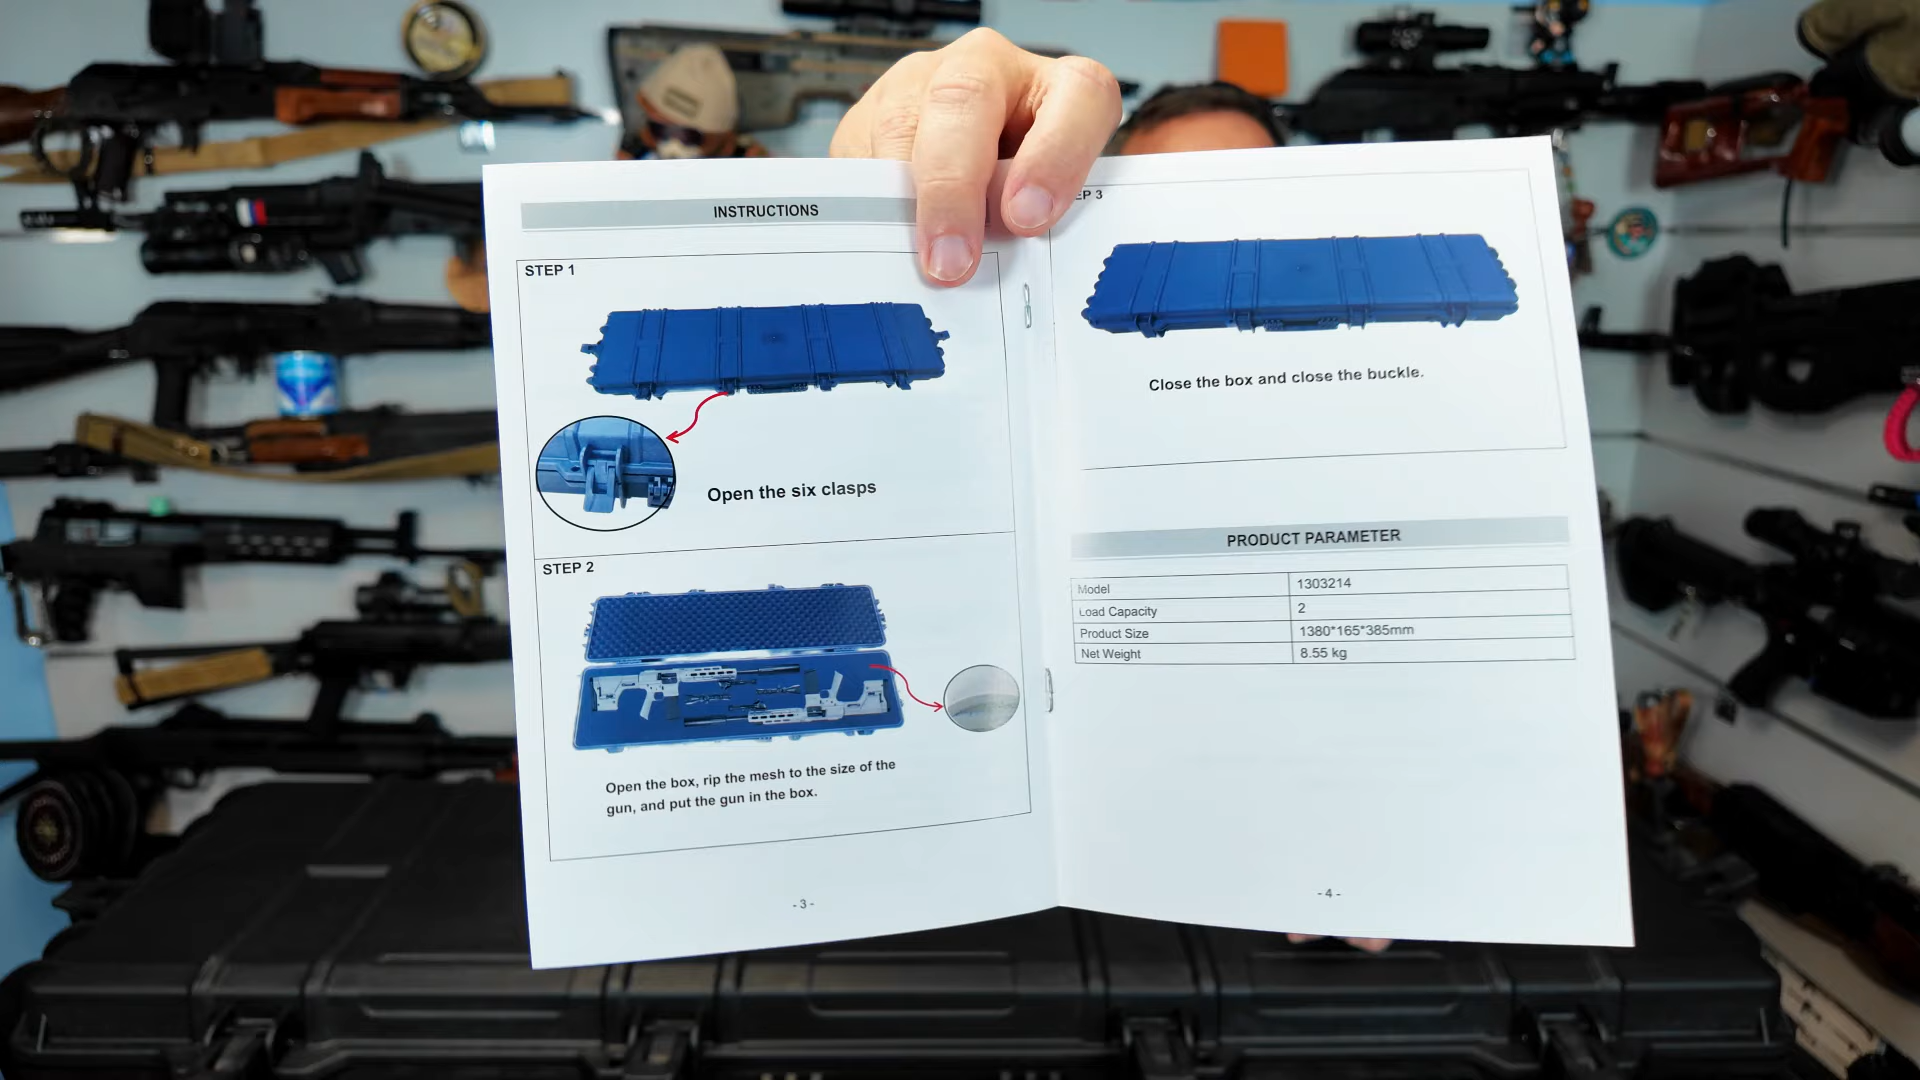 INSTRUCTIONS
STEP 1
Open the six clasps
STEP 2
Open the box, rip the mesh to the size of the
gun, and put the gun in the box.
- 3 -
EP 3
Close the box and close the buckle.
PRODUCT PARAMETER
Model 1303214
Load Capacity 2
Product Size 1380*165*385mm
Net Weight 8.55 kg
- 4 -